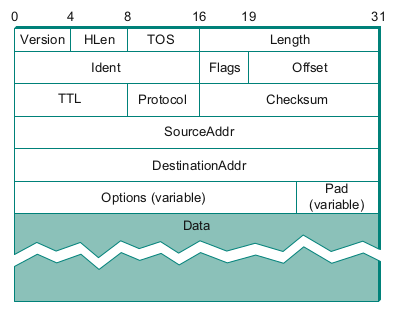 0 4 8 16 19 31
Version HLen TOS Length
Ident Flags Offset
TTL Protocol Checksum
SourceAddr
DestinationAddr
Options (variable) Pad
(variable)
Data